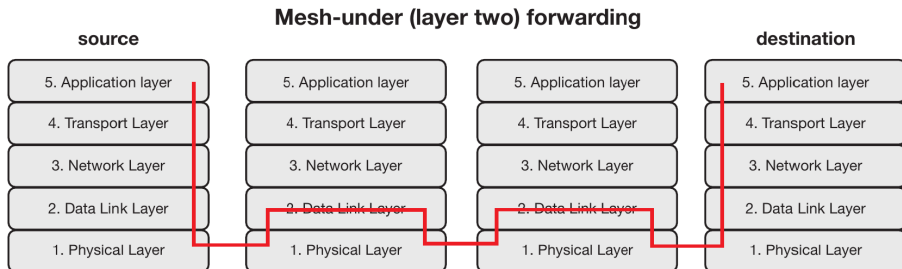 Mesh-under (layer two) forwarding
source
destination
5. Application layer
5. Application layer
5. Application layer
5. Application layer
4. Transport Layer
4. Transport Layer
4. Transport Layer
4. Transport Layer
3. Network Layer
3. Network Layer
3. Network Layer
3. Network Layer
2. Data Link Layer
2. Data Link Layer
2. Data Link Layer
2. Data Link Layer
1. Physical Layer
1. Physical Layer
1. Physical Layer
1. Physical Layer